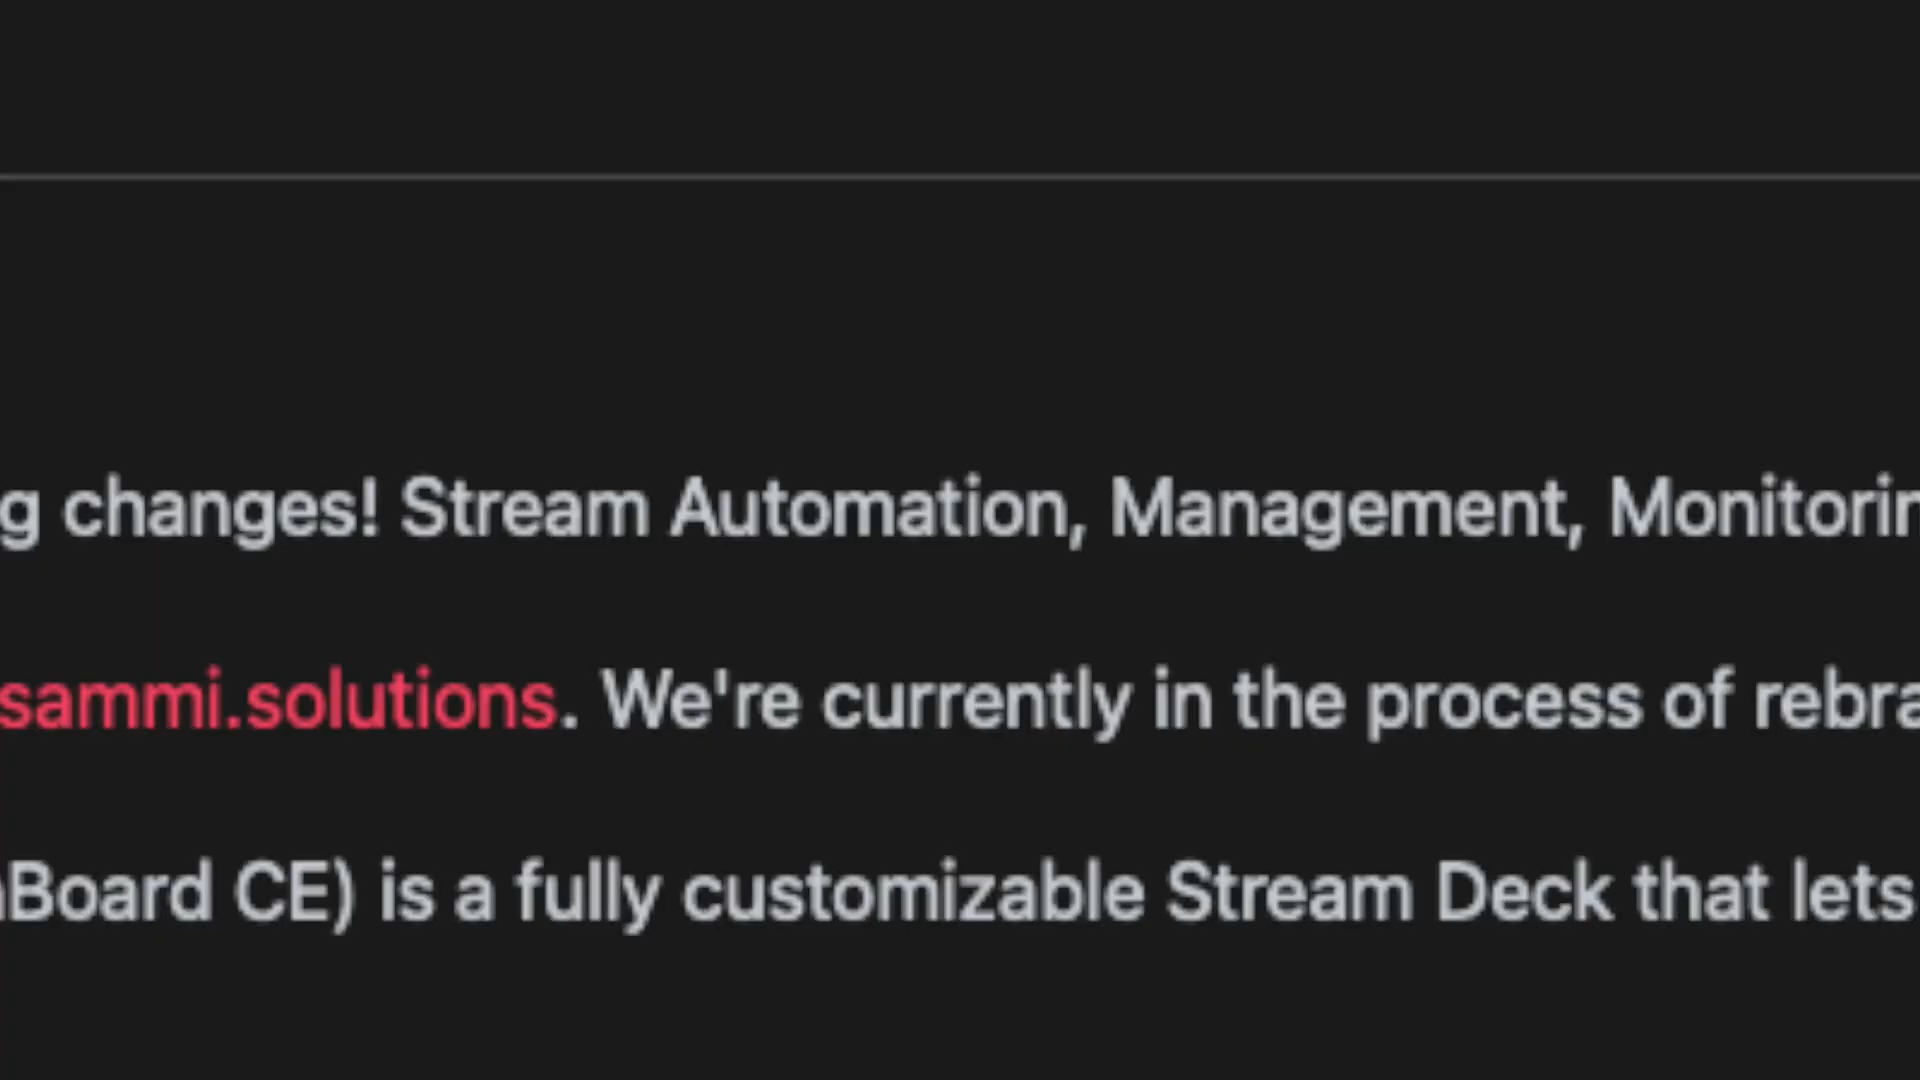 g changes! Stream Automation, Management, Monitorin
sammi.solutions. We're currently in the process of rebra
Board CE) is a fully customizable Stream Deck that lets